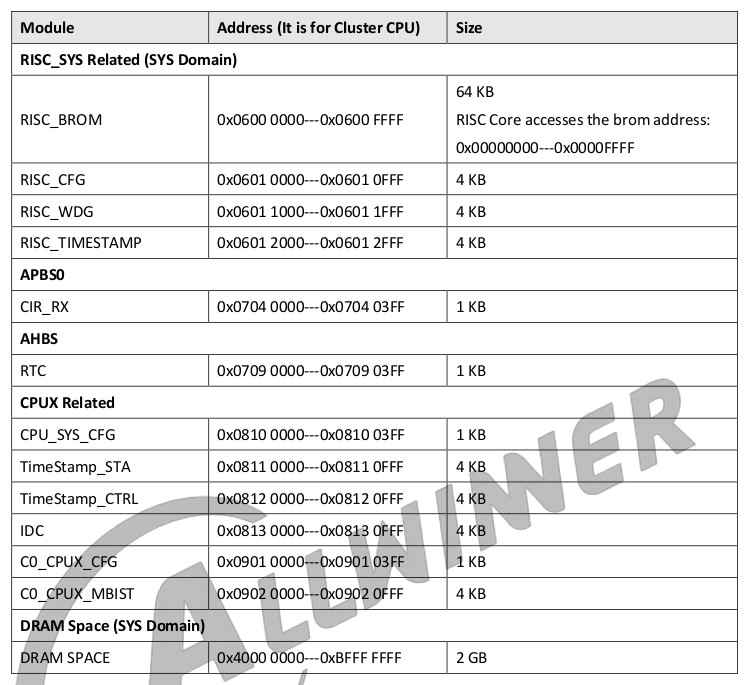 Module Address (It is for Cluster CPU) Size
RISC_SYS Related (SYS Domain)
RISC_BROM 0x0600 0000---0x0600 FFFF 64 KB
RISC Core accesses the brom address:
0x00000000---0x0000FFFF
RISC_CFG 0x0601 0000---0x0601 0FFF 4 KB
RISC_WDG 0x0601 1000---0x0601 1FFF 4 KB
RISC_TIMESTAMP 0x0601 2000---0x0601 2FFF 4 KB
APBS0
CIR_RX 0x0704 0000---0x0704 03FF 1 KB
AHBS
RTC 0x0709 0000---0x0709 03FF 1 KB
CPUX Related
CPU_SYS_CFG 0x0810 0000---0x0810 03FF 1 KB
TimeStamp_STA 0x0811 0000---0x0811 0FFF 4 KB
TimeStamp_CTRL 0x0812 0000---0x0812 0FFF 4 KB
IDC 0x0813 0000---0x0813 0FFF 4 KB
C0_CPUX_CFG 0x0901 0000---0x0901 03FF 1 KB
C0_CPUX_MBIST 0x0902 0000---0x0902 0FFF 4 KB
DRAM Space (SYS Domain)
DRAM SPACE 0x4000 0000---0xBFFF FFFF 2 GB
ALLWINNER